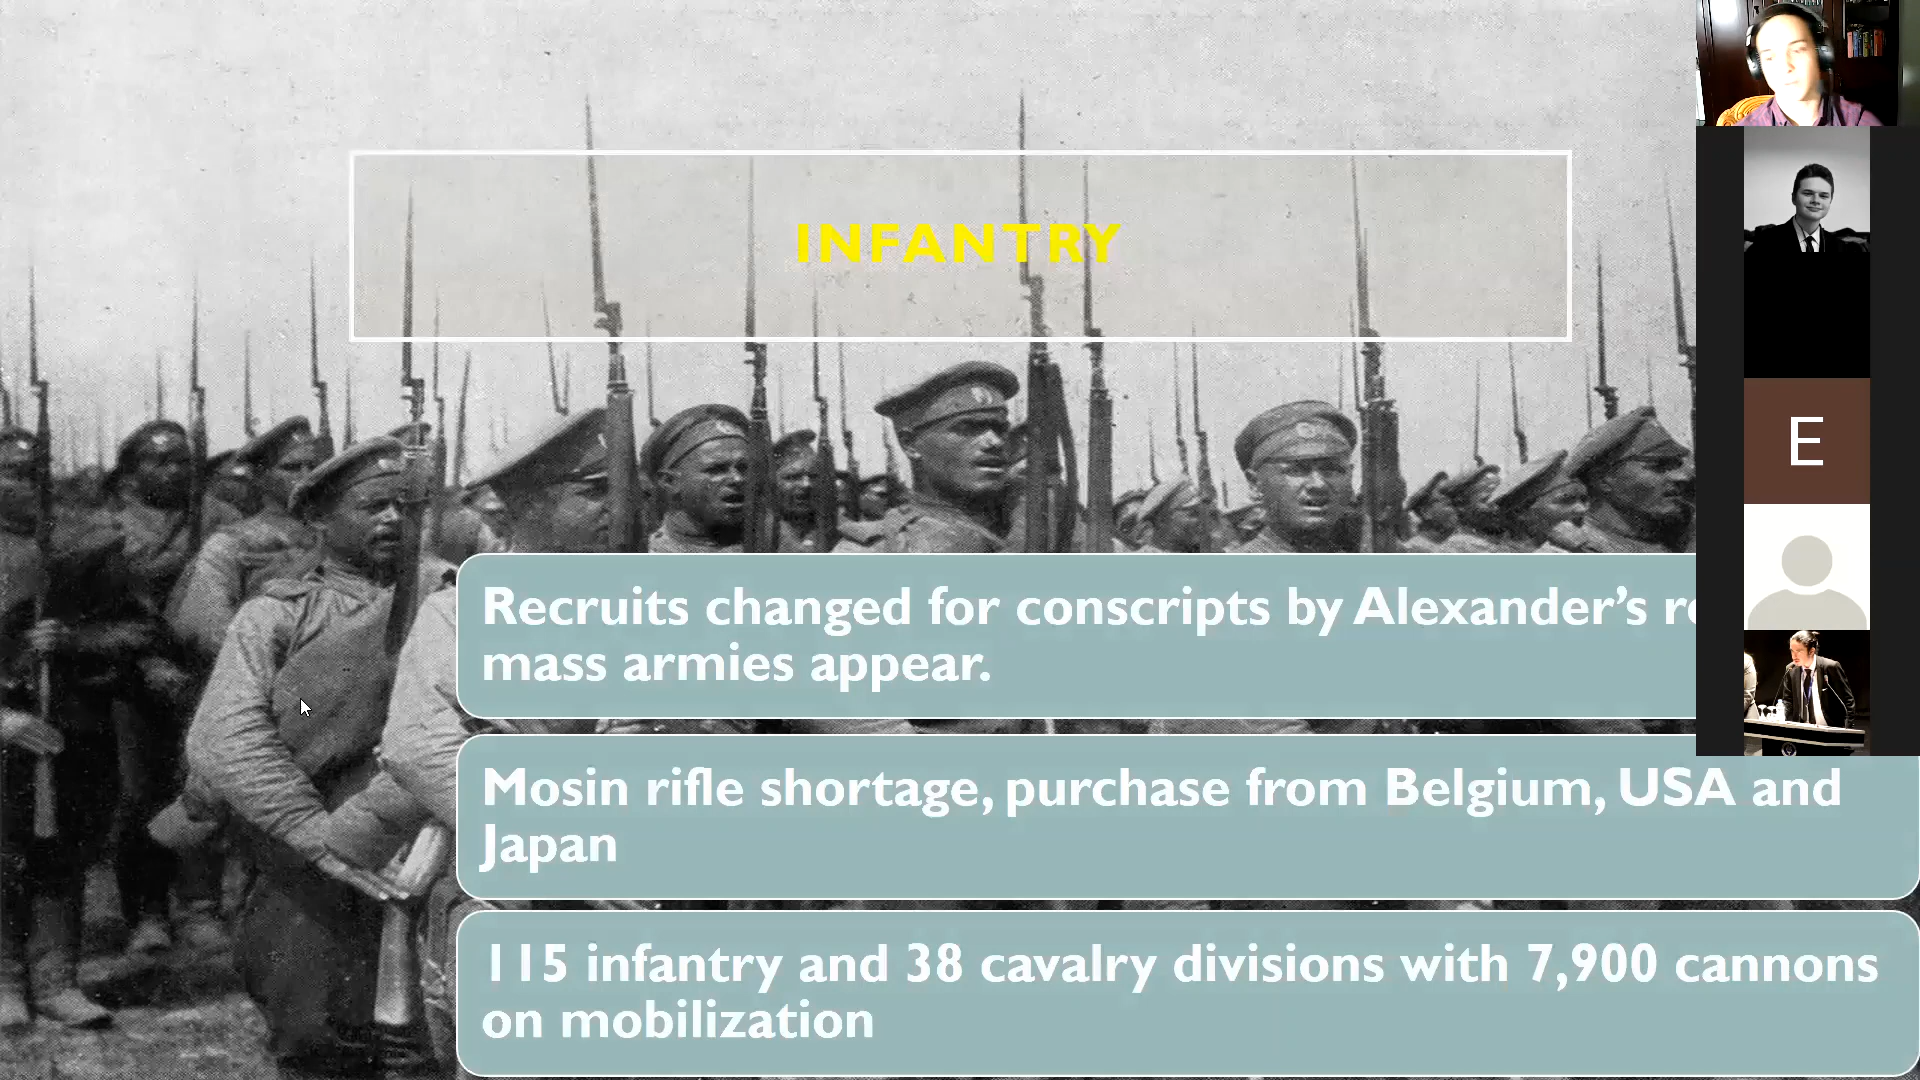 INFANTRY
Recruits changed for conscripts by Alexander's
mass armies appear.
Mosin rifle shortage, purchase from Belgium, USA and
Japan
115 infantry and 38 cavalry divisions with 7,900 cannons
on mobilization
E